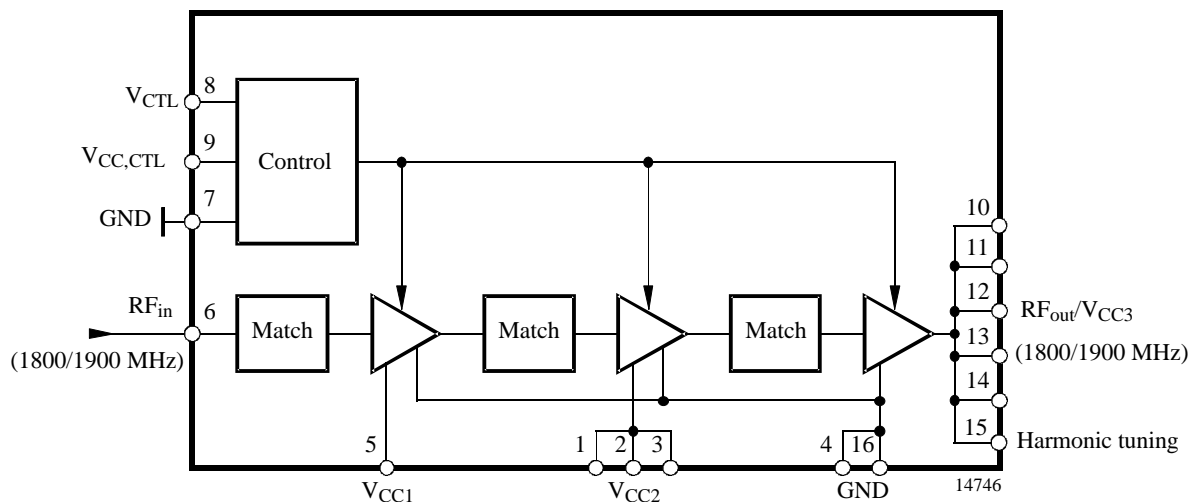 8
V_CTL
9
V_CC,CTL
Control
7
GND
10
11
12
RF_in
6
Match
Match
Match
RF_out/V_CC3
13
(1800/1900 MHz)
(1800/1900 MHz)
14
5
1
2
3
4
16
15
Harmonic tuning
V_CC1
V_CC2
GND
14746